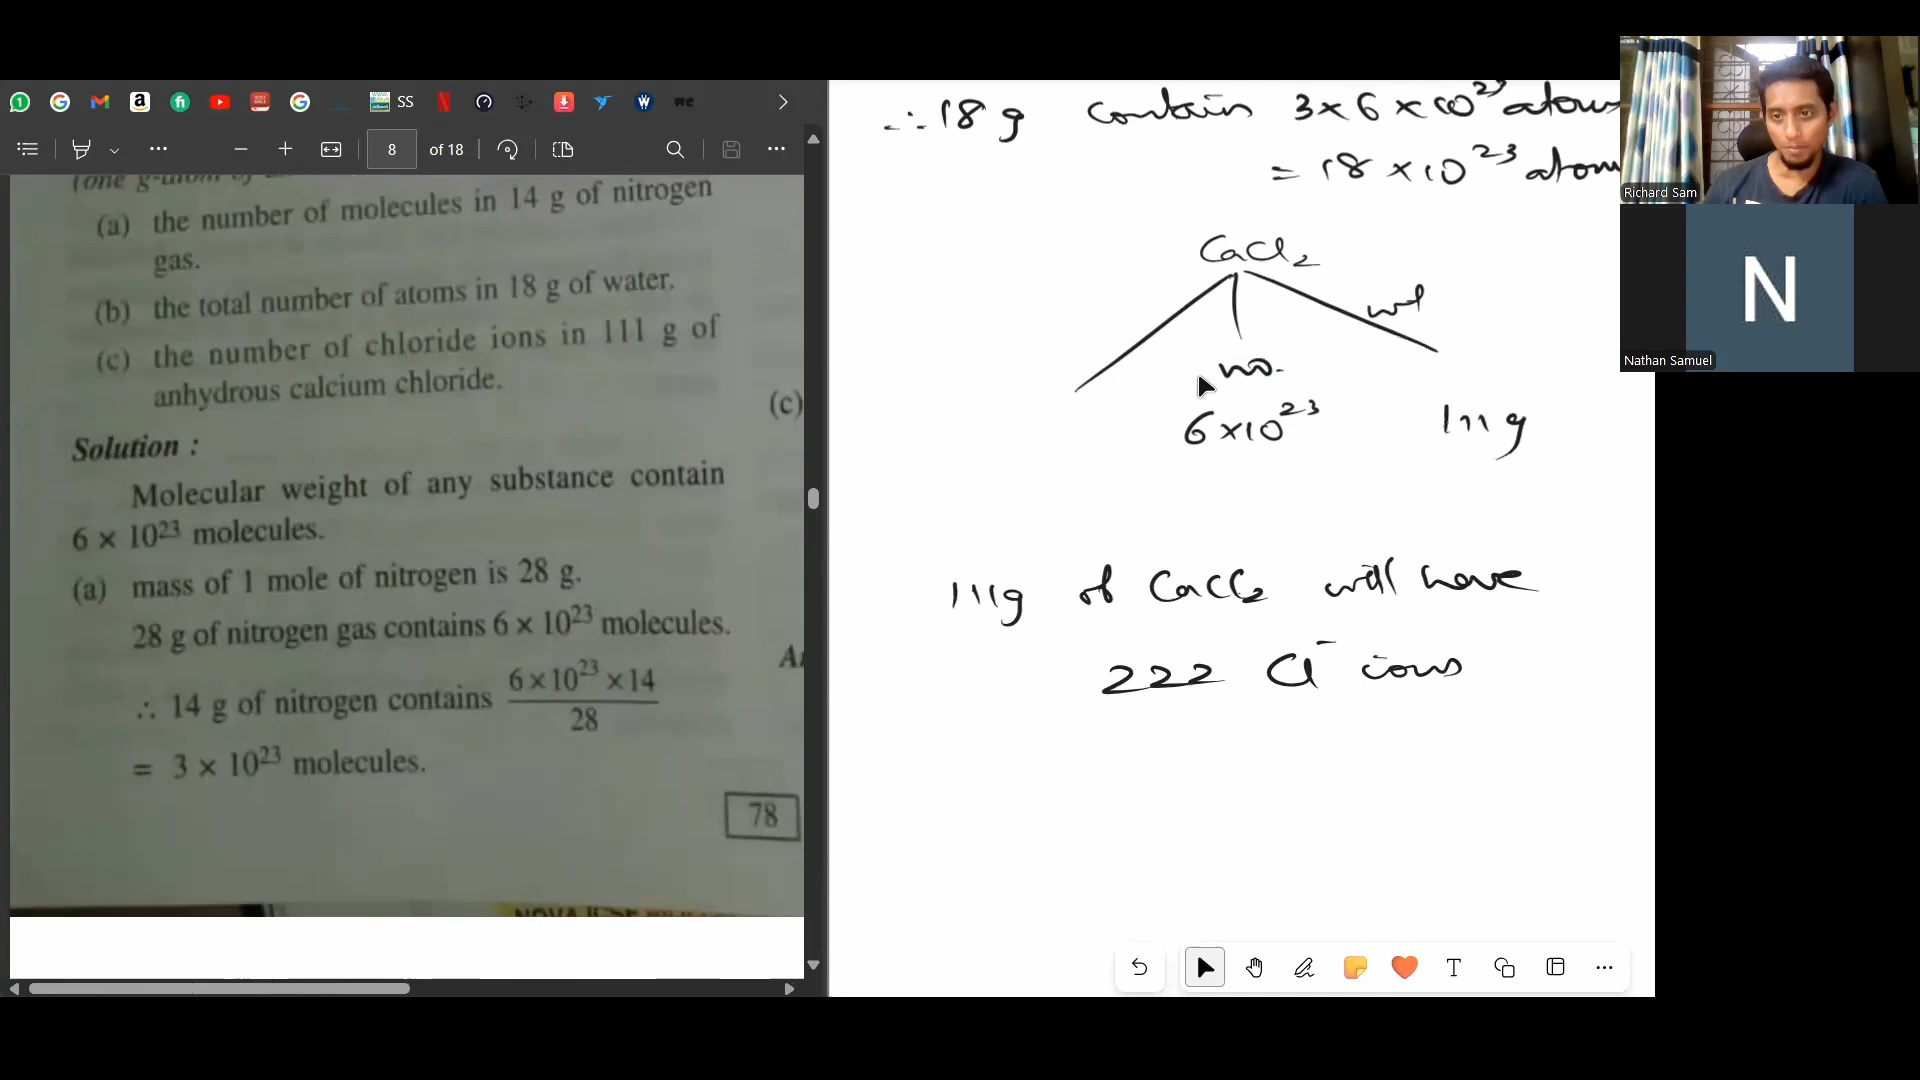 SS
we
8 of 18
(a) the number of molecules in 14 g of nitrogen
gas.
(b) the total number of atoms in 18 g of water.
(c) the number of chloride ions in 111 g of
anhydrous calcium chloride.
(c)
Solution :
Molecular weight of any substance contain
6 × 10²³ molecules.
(a) mass of 1 mole of nitrogen is 28 g.
28 g of nitrogen gas contains 6 × 10²³ molecules.
∴ 14 g of nitrogen contains 6×10²³ ×14
28
= 3 × 10²³ molecules.
78
∴ 18 g contain 3×6×10²³ atoms
= 18 ×10²³ atom
CaCl₂
wt
no.
6×10²³
111 g
111g of CaCl₂ will have
222 Cl⁻ ions
T
Richard Sam
N
Nathan Samuel